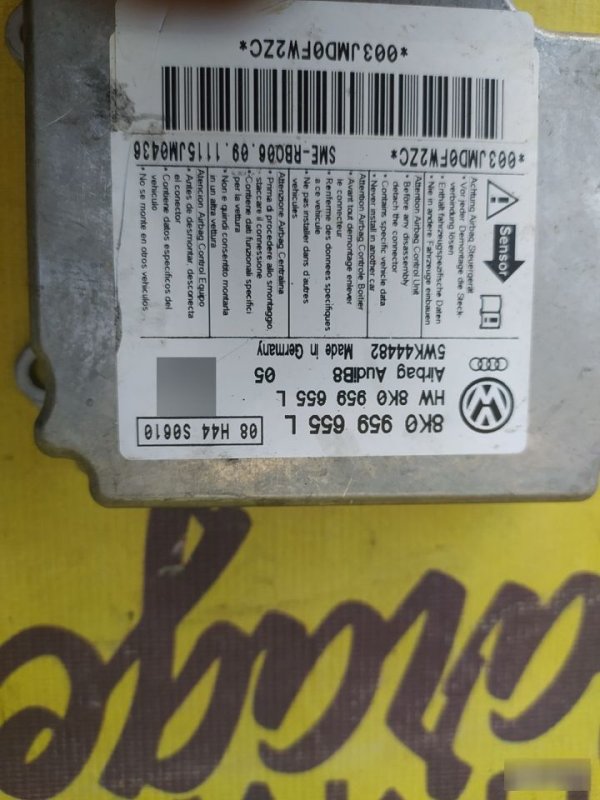 8K0 959 655 L
08 H44 S0610
HW 8K0 959 655 L
Airbag AudiB8 05
5WK44482 Made in Germany
Sensor
Achtung Airbag Steuergerät
• Vor jeder Demontage die Steck-
verbindung lösen
• Enthält fahrzeugspezifische Daten
• Nie in andere Fahrzeuge einbauen
Attention Airbag Control Unit
• Before any disassembly
detach the connector
• Contains specific vehicle data
• Never install in another car
Attention Airbag Controle Boitier
• Avant tout demontage enlever
le connecteur
• Renferme des donnees specifiques
a ce vehicule
• Ne pas installer dans d'autres
vehicules
Attenzione Airbag Centralina
• Prima di procedere allo smontaggio,
staccare il connessione
• Contiene dati funzionali specifici
per la vettura
• Non è quindi consentito montarla
in un altra vettura
Atencion Airbag Control Equipo
• Antes de desmontar desconecta
el conector
• Contiene datos especificos del
vehiculo
• No se monte en otros vehiculos
*003JMD0FW2ZC* SME-RBQ06.09.1115JM0436
*003JMD0FW2ZC* *003JMD0FW2ZC*
arage